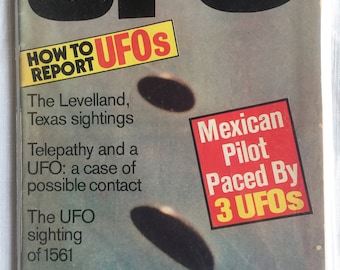 UFO
HOW TO
REPORT UFOs
The Levelland,
Texas sightings
Telepathy and a
UFO: a case of
possible contact
The UFO
sighting
of 1561
Mexican
Pilot
Paced By
3 UFOs